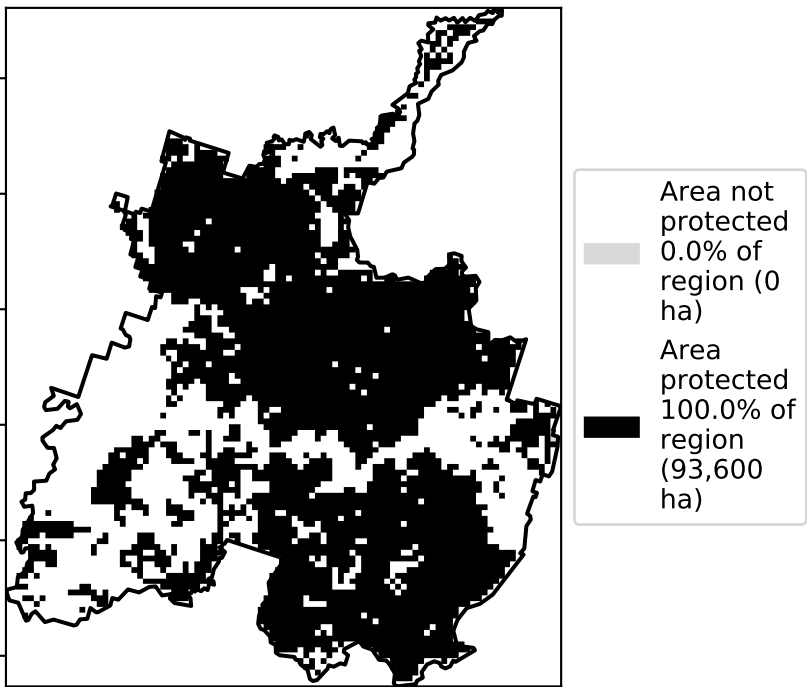 Area not
protected
0.0% of
region (0
ha)
Area
protected
100.0% of
region
(93,600
ha)